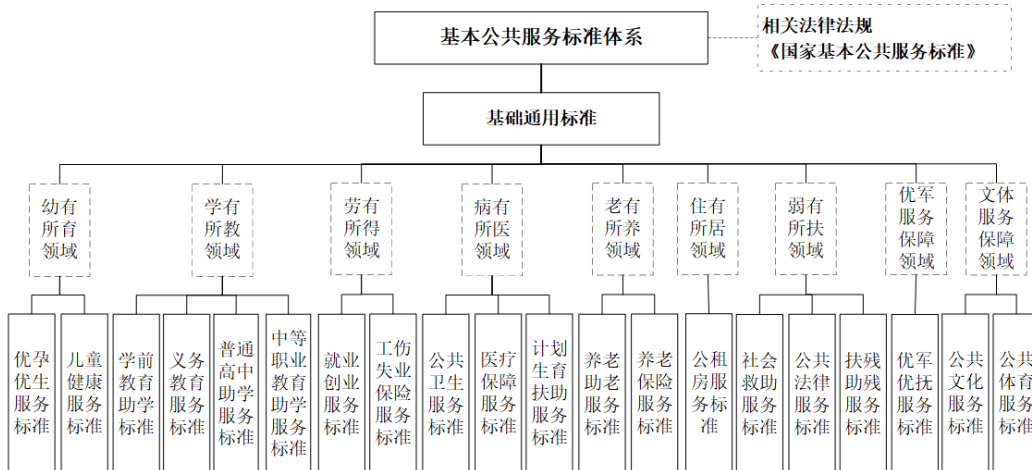 基本公共服务标准体系
相关法律法规
《国家基本公共服务标准》
基础通用标准
幼有
所育
领域
学有
所教
领域
劳有
所得
领域
病有
所医
领域
老有
所养
领域
住有
所居
领域
弱有
所扶
领域
优军
服务
保障
领域
文体
服务
保障
领域
优孕
优生
服务
标准
儿童
健康
服务
标准
学前
教育
助学
标准
义务
教育
服务
标准
普通
高中
助学
服务
标准
中等
职业
教育
助学
服务
标准
就业
创业
服务
标准
工伤
失业
保险
服务
标准
公共
卫生
服务
标准
医疗
保障
服务
标准
计划
生育
扶助
服务
标准
养老
助老
服务
标准
养老
保险
服务
标准
公租
房服
务标
准
社会
救助
服务
标准
公共
法律
服务
标准
扶残
助残
服务
标准
优军
优抚
服务
标准
公共
文化
服务
标准
公共
体育
服务
标准